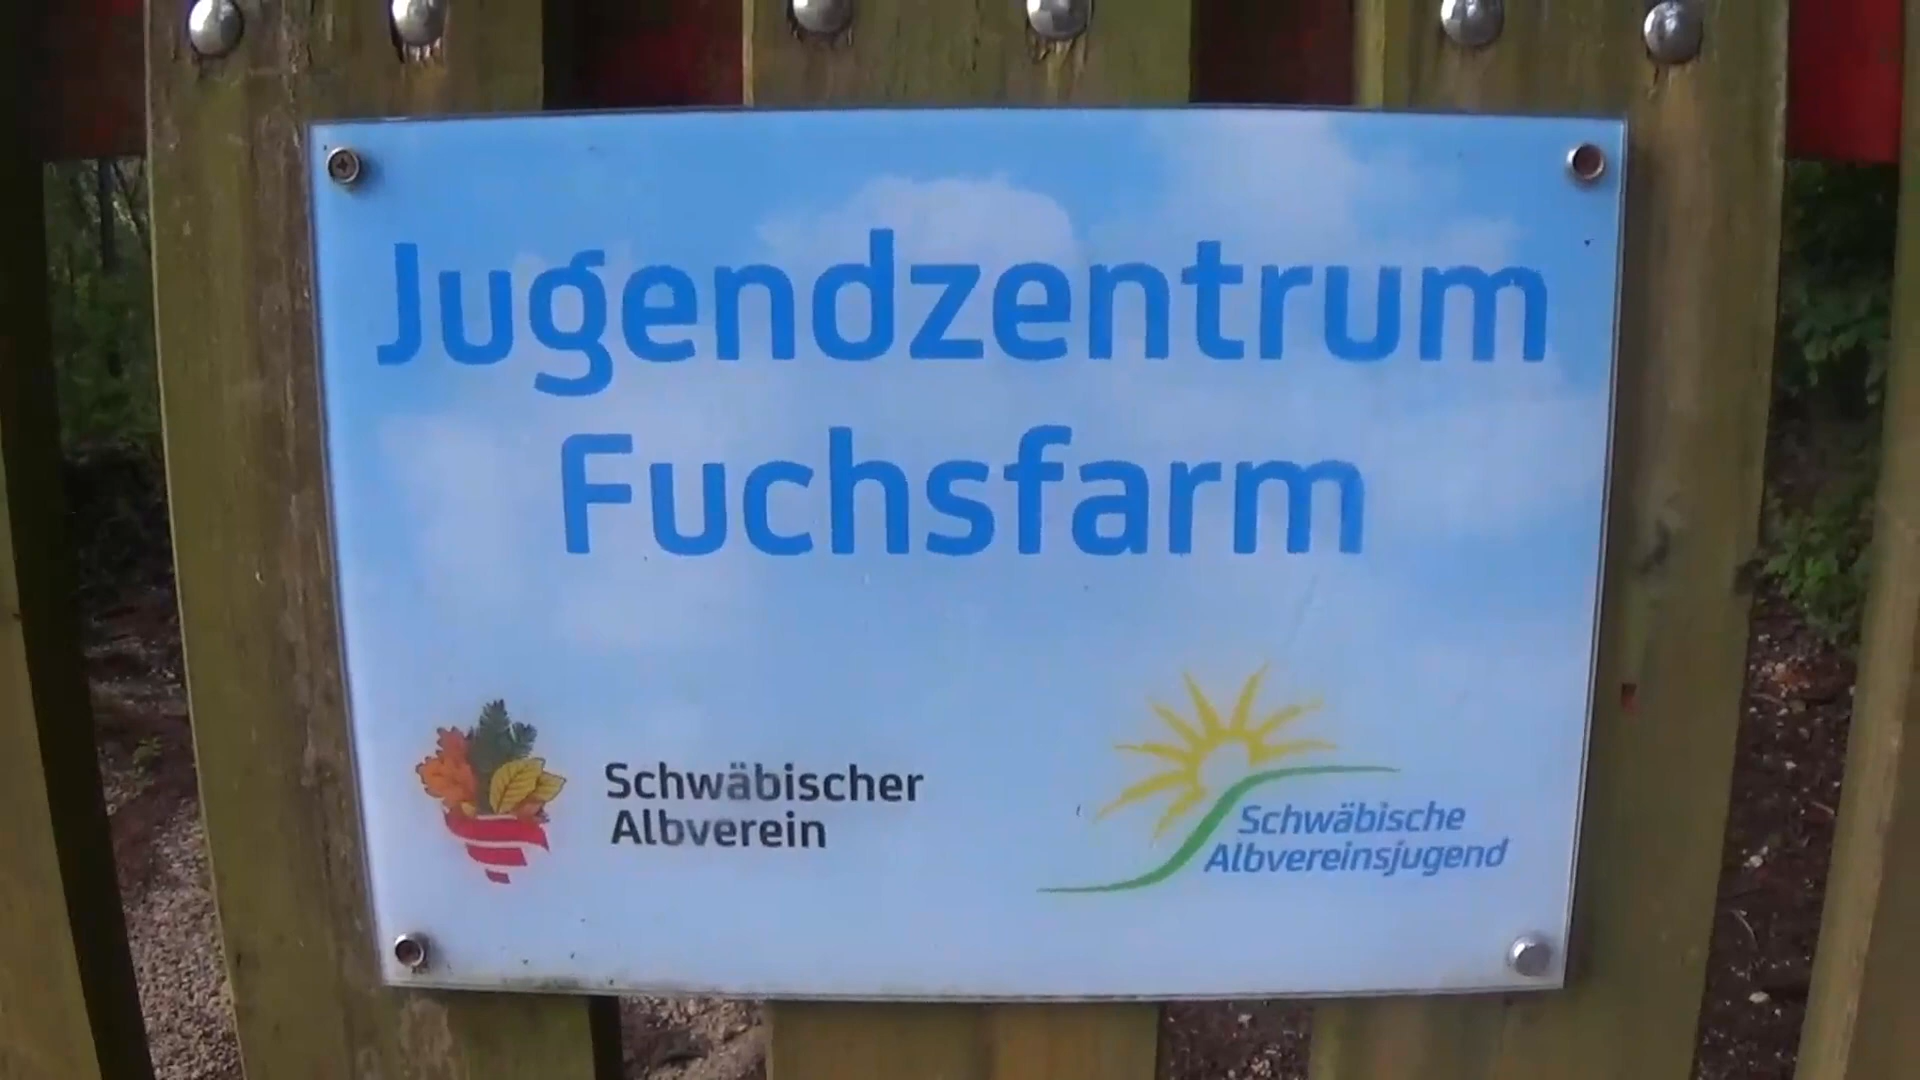 Jugendzentrum
Fuchsfarm
Schwäbischer
Albverein
Schwäbische
Albvereinsjugend